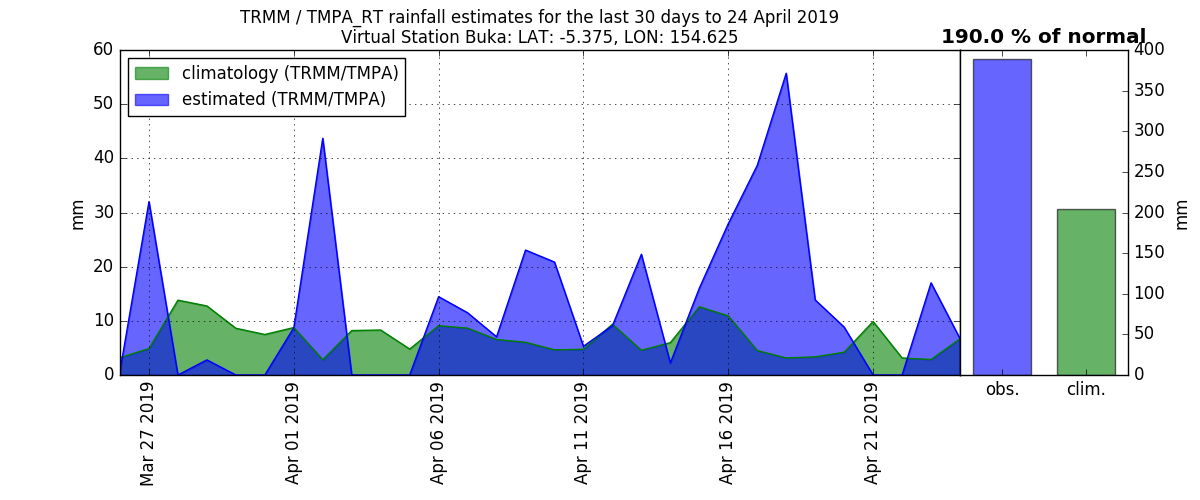 TRMM / TMPA_RT rainfall estimates for the last 30 days to 24 April 2019
Virtual Station Buka: LAT: -5.375, LON: 154.625
190.0 % of normal
climatology (TRMM/TMPA)
estimated (TRMM/TMPA)
60
50
40
30
20
10
0
mm
Mar 27 2019
Apr 01 2019
Apr 06 2019
Apr 11 2019
Apr 16 2019
Apr 21 2019
obs.
clim.
400
350
300
250
200
150
100
50
0
mm